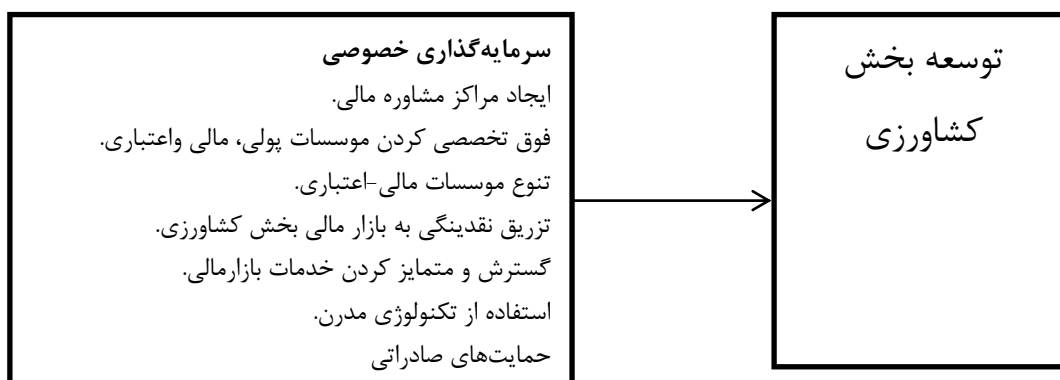 سرمایه‌گذاری خصوصی
ایجاد مراکز مشاوره مالی.
فوق تخصصی کردن موسسات پولی، مالی واعتباری.
تنوع موسسات مالی-اعتباری.
تزریق نقدینگی به بازار مالی بخش کشاورزی.
گسترش و متمایز کردن خدمات بازارمالی.
استفاده از تکنولوژی مدرن.
حمایت‌های صادراتی
توسعه بخش
کشاورزی